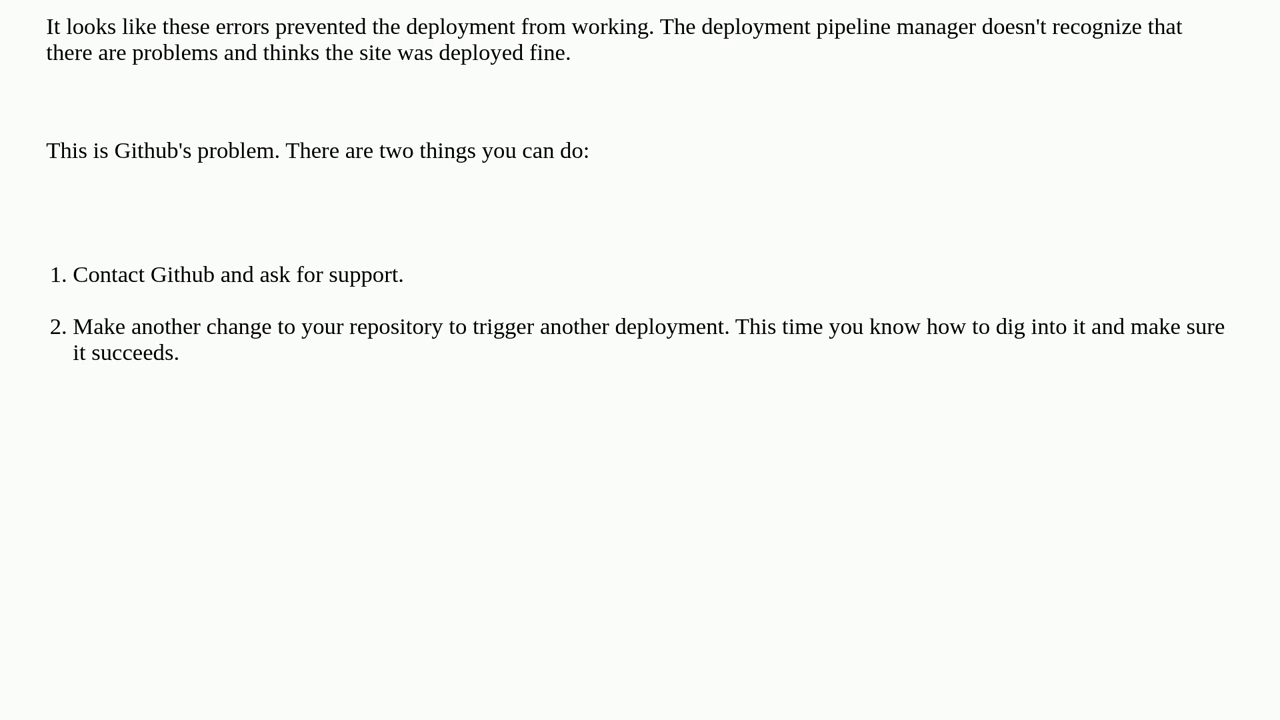 It looks like these errors prevented the deployment from working. The deployment pipeline manager doesn't recognize that
there are problems and thinks the site was deployed fine.
This is Github's problem. There are two things you can do:
1. Contact Github and ask for support.
2. Make another change to your repository to trigger another deployment. This time you know how to dig into it and make sure
it succeeds.